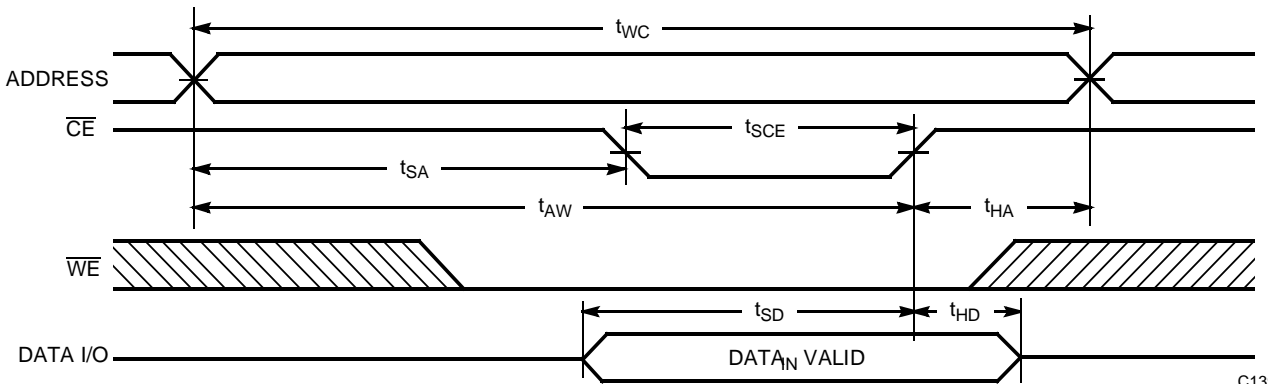 tWC
ADDRESS
CE
tSCE
tSA
tAW
tHA
WE
tSD
tHD
DATA I/O
DATAIN VALID
C13